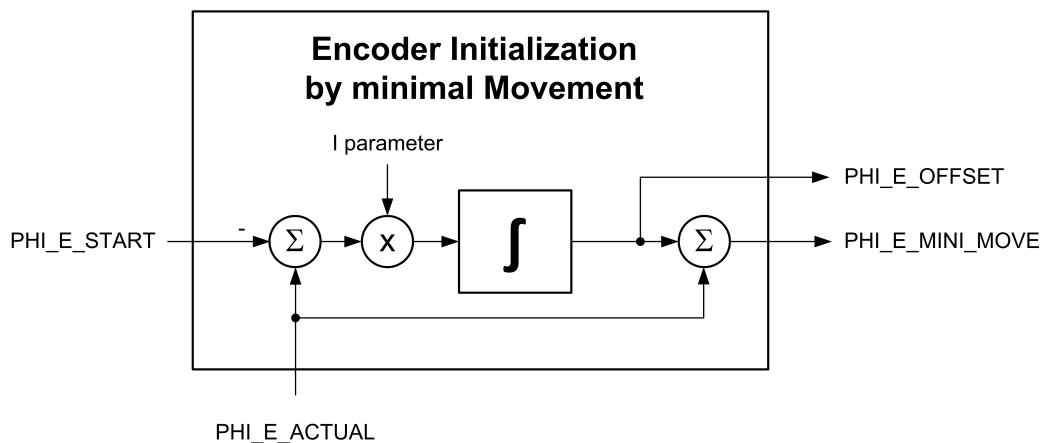 Encoder Initialization
by minimal Movement
I parameter
PHI_E_OFFSET
PHI_E_START
-
Σ
x
∫
Σ
PHI_E_MINI_MOVE
PHI_E_ACTUAL